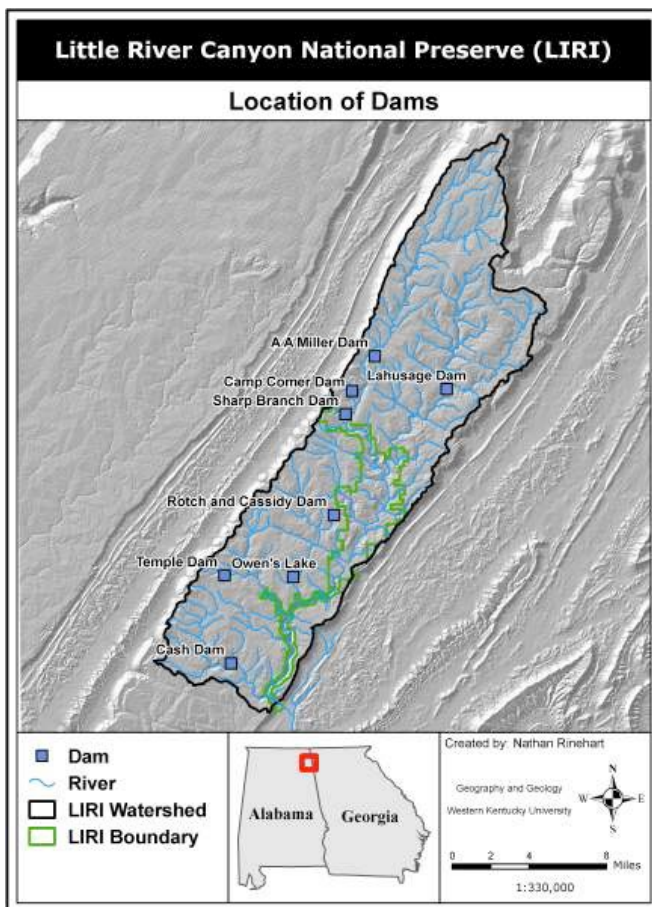 Little River Canyon National Preserve (LIRI)
Location of Dams
A A Miller Dam
Lahusage Dam
Camp Comer Dam
Sharp Branch Dam
Rotch and Cassidy Dam
Temple Dam
Owen's Lake
Cash Dam
Dam
River
LIRI Watershed
LIRI Boundary
Alabama
Georgia
Created by: Nathan Rinehart
Geography and Geology
Western Kentucky University
N
W
E
S
0 2 4 8
Miles
1:330,000